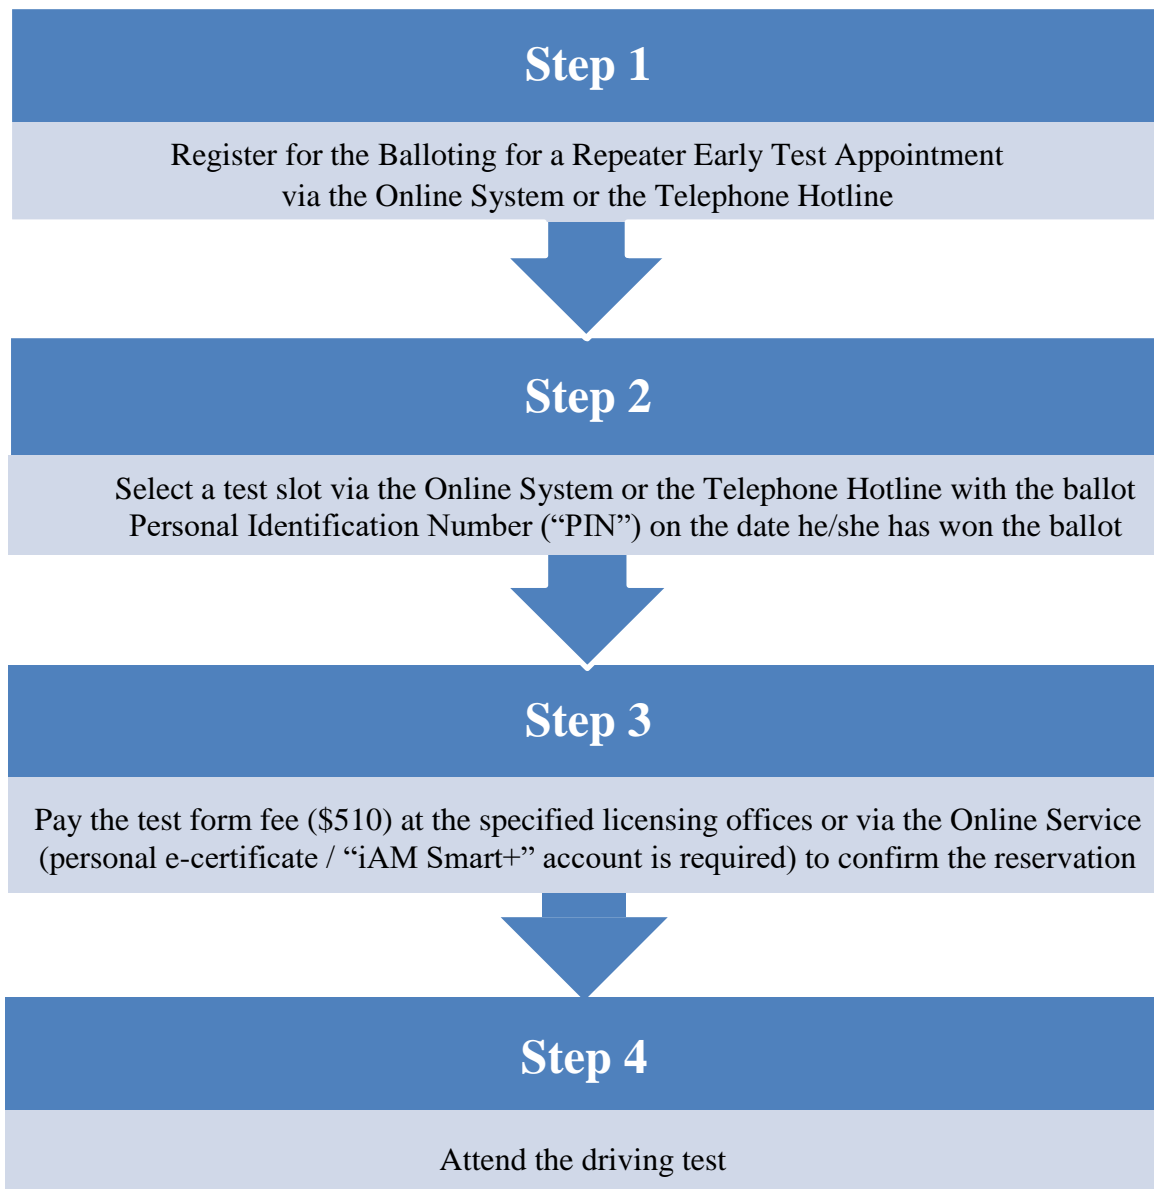 Step 1
Register for the Balloting for a Repeater Early Test Appointment
via the Online System or the Telephone Hotline
Step 2
Select a test slot via the Online System or the Telephone Hotline with the ballot
Personal Identification Number (“PIN”) on the date he/she has won the ballot
Step 3
Pay the test form fee ($510) at the specified licensing offices or via the Online Service
(personal e-certificate / “iAM Smart+” account is required) to confirm the reservation
Step 4
Attend the driving test